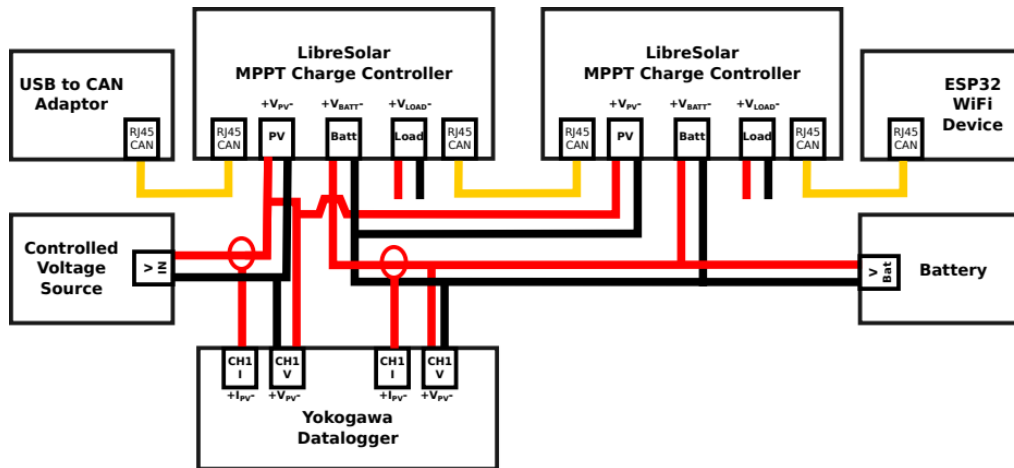 USB to CAN
Adaptor
RJ45
CAN
LibreSolar
MPPT Charge Controller
+VPV-
+VBATT-
+VLOAD-
RJ45
CAN
PV
Batt
Load
RJ45
CAN
LibreSolar
MPPT Charge Controller
+VPV-
+VBATT-
+VLOAD-
RJ45
CAN
PV
Batt
Load
RJ45
CAN
ESP32
WiFi
Device
RJ45
CAN
Controlled
Voltage
Source
V
IN
V
Bat
Battery
CH1
I
CH1
V
CH1
I
CH1
V
+IPV-
+VPV-
+IPV-
+VPV-
Yokogawa
Datalogger